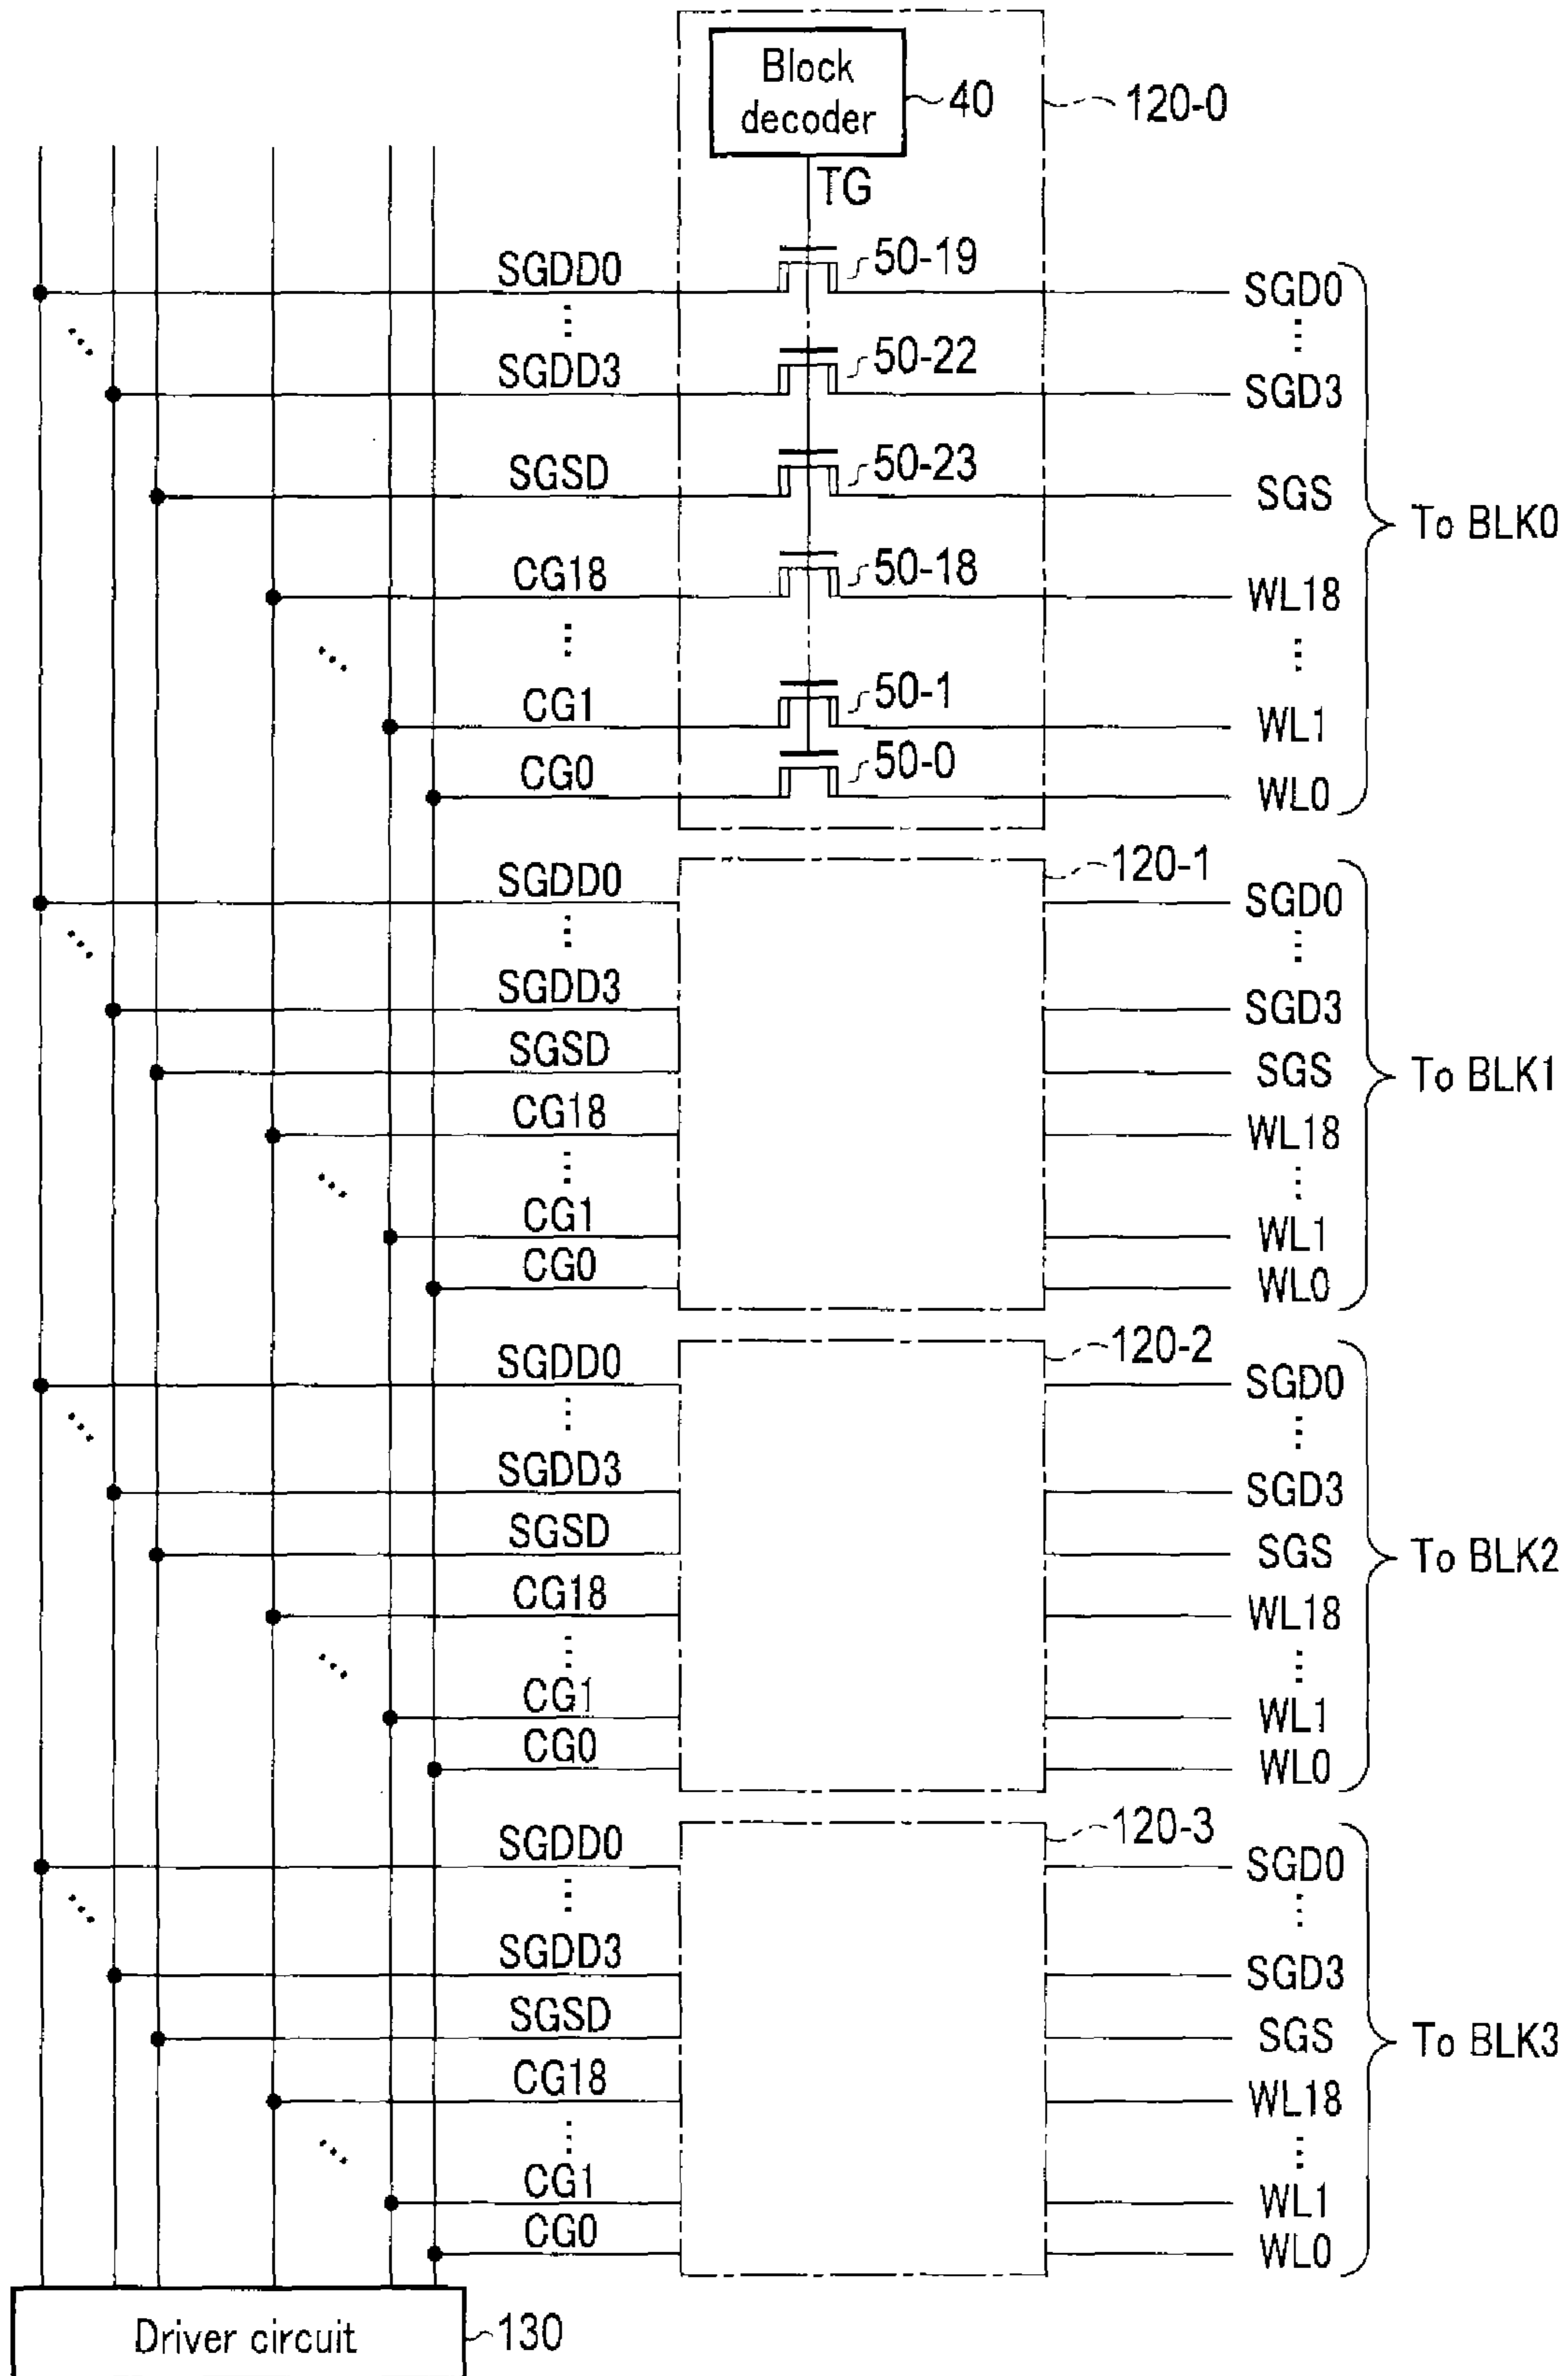 Block
decoder
40
120-0
TG
SGDD0
50-19
SGD0
SGDD3
50-22
SGD3
SGSD
50-23
SGS
To BLK0
CG18
50-18
WL18
CG1
50-1
WL1
CG0
50-0
WL0
120-1
SGDD0
SGD0
SGDD3
SGD3
SGSD
SGS
To BLK1
CG18
WL18
CG1
WL1
CG0
WL0
120-2
SGDD0
SGD0
SGDD3
SGD3
SGSD
SGS
To BLK2
CG18
WL18
CG1
WL1
CG0
WL0
120-3
SGDD0
SGD0
SGDD3
SGD3
SGSD
SGS
To BLK3
CG18
WL18
CG1
WL1
CG0
WL0
Driver circuit
130